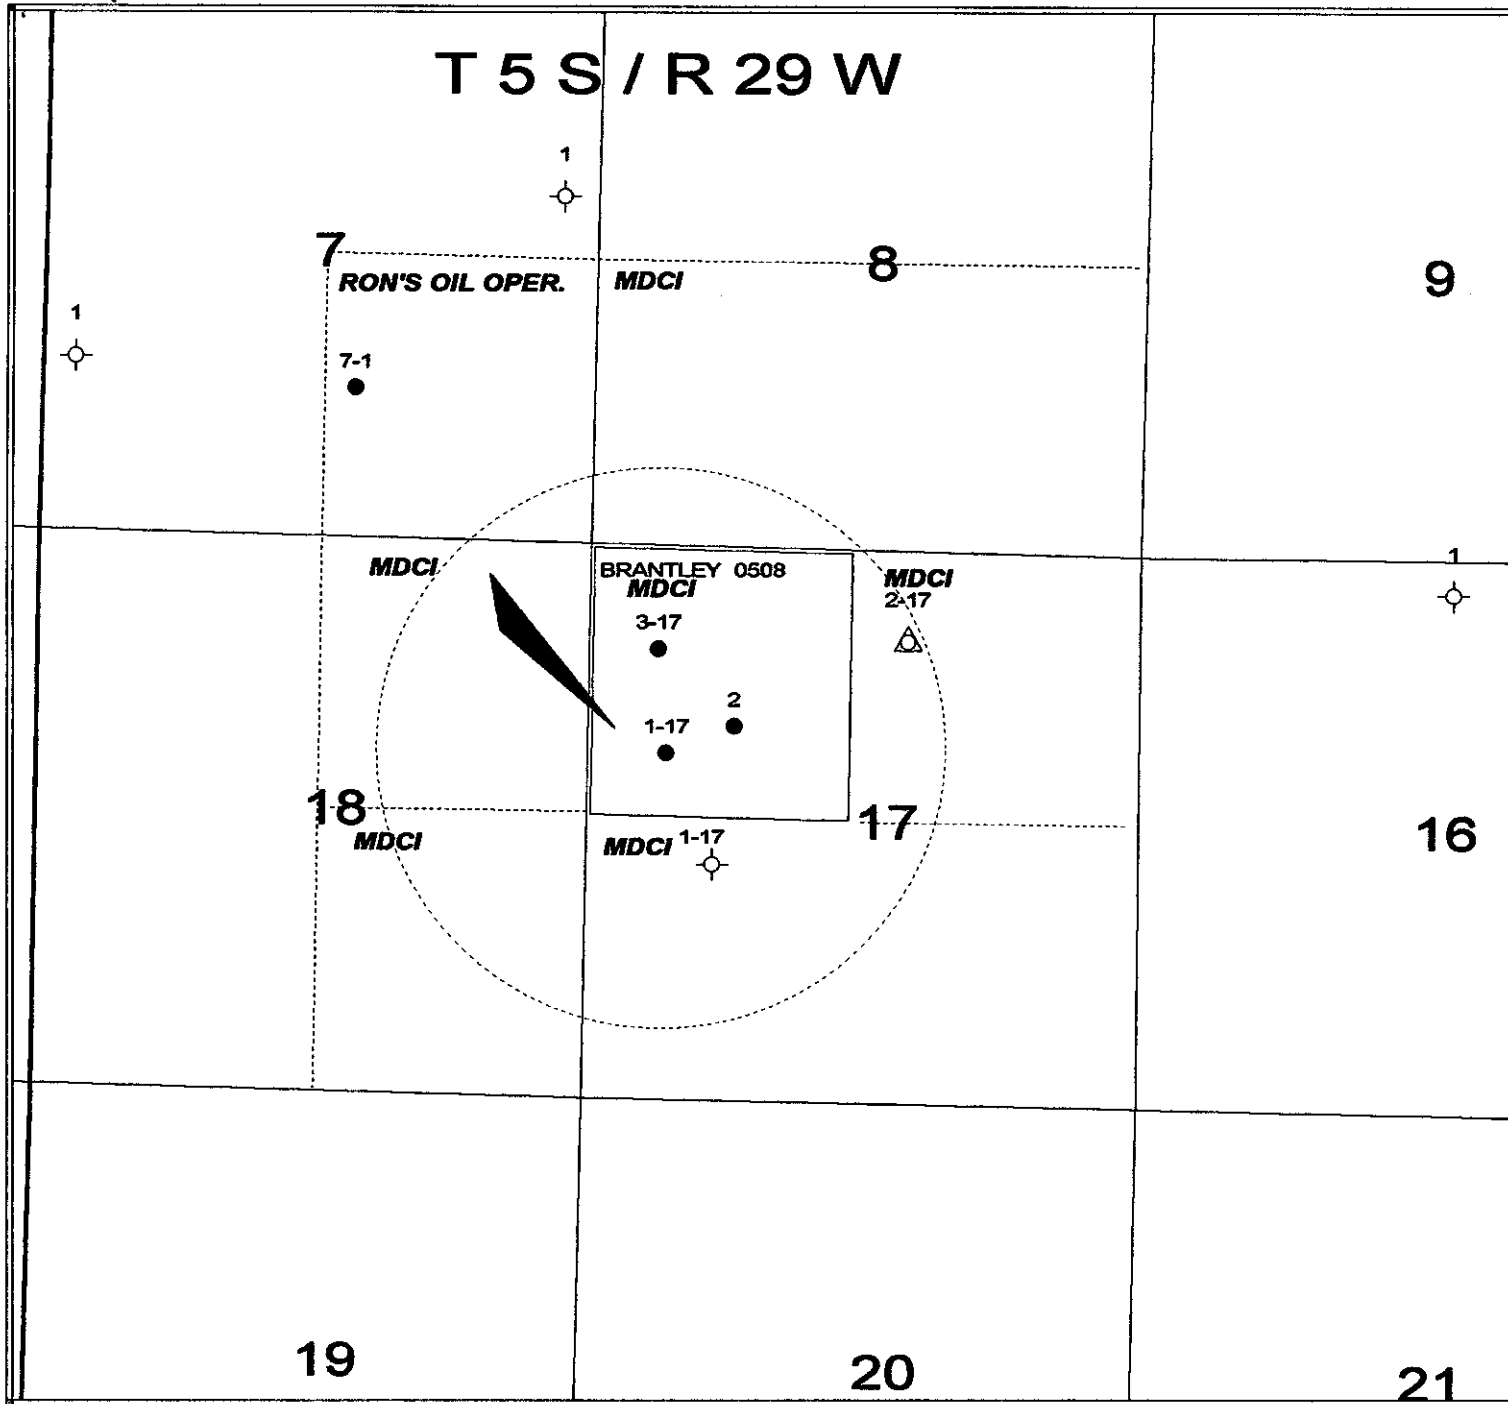 T 5 S / R 29 W
1
7
8
9
RON'S OIL OPER.
MDCI
1
7-1
MDCI
BRANTLEY 0508
MDCI
MDCI
2-17
1
3-17
2
1-17
18
17
16
MDCI
MDCI
1-17
19
20
21